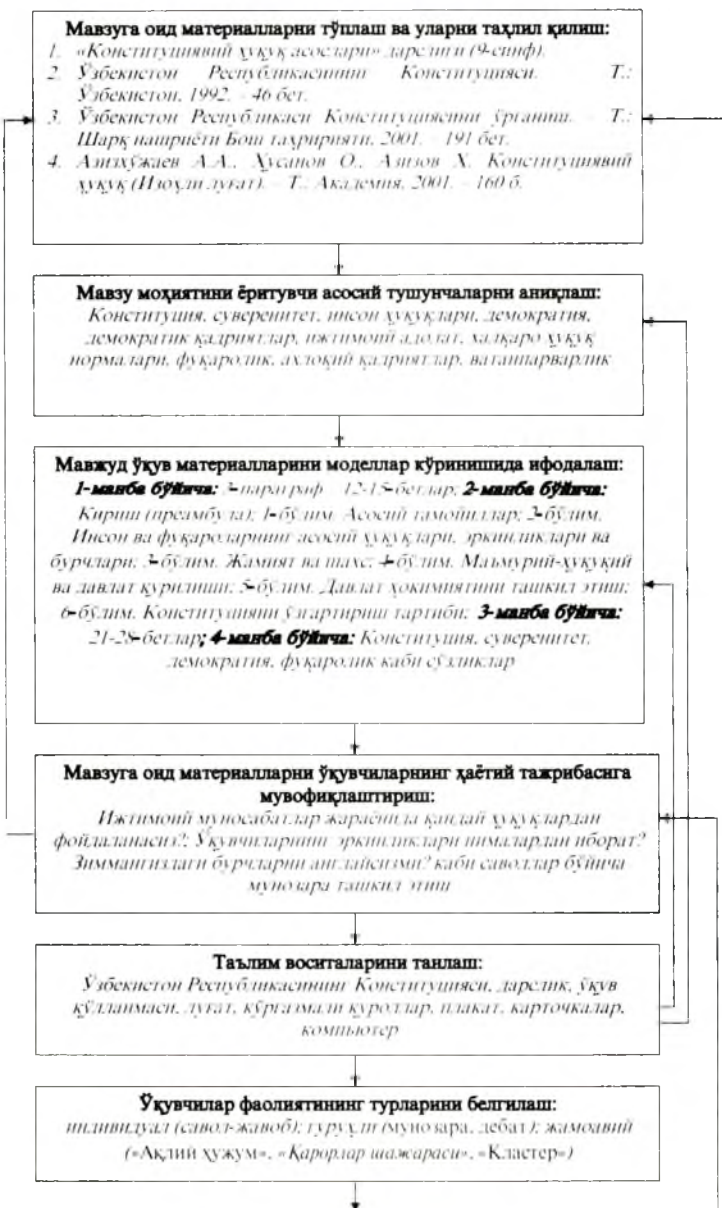 Мавзуга оид материалларни тўплаш ва уларни таҳлил қилиш:
1. «Конституциявий ҳуқуқ асослари» дарслиги (9-синф).
2. Ўзбекистон Республикасининг Конституцияси. Т.:
Ўзбекистон, 1992. – 46 бет.
3. Ўзбекистон Республикаси Конституциясини ўрганиш. – Т.:
Шарқ нашриёти Бош таҳририяти, 2001. – 191 бет.
4. Азизхўжаев А.А., Хусанов О., Азизов Х. Конституциявий
ҳуқуқ (Изоҳли луғат). – Т.: Академия, 2001. – 160 б.
Мавзу моҳиятини ёритувчи асосий тушунчаларни аниқлаш:
Конституция, суверенитет, инсон ҳуқуқлари, демократия,
демократик қадриятлар, ижтимоий адолат, халқаро ҳуқуқ
нормалари, фуқаролик, ахлоқий қадриятлар, ватанпарварлик
Мавжуд ўқув материалларини моделлар кўринишида ифодалаш:
1-манба бўйича: 3-параграф 12-15-бетлар; 2-манба бўйича:
Кириш (преамбула); 1-бўлим. Асосий тамойиллар; 2-бўлим.
Инсон ва фуқароларнинг асосий ҳуқуқлари, эркинликлари ва
бурчлари; 3-бўлим. Жамият ва шахс; 4-бўлим. Маъмурий-ҳуқуқий
ва давлат қурилиши; 5-бўлим. Давлат ҳокимиятини ташкил этиш;
6-бўлим. Конституцияни ўзгартириш тартиби; 3-манба бўйича:
21-28-бетлар; 4-манба бўйича: Конституция, суверенитет,
демократия, фуқаролик каби сўзликлар
Мавзуга оид материалларни ўқувчиларнинг ҳаётий тажрибасига
мувофиқлаштириш:
Ижтимоий муносабатлар жараёнида қандай ҳуқуқлардан
фойдаланасиз?; Ўқувчиларнинг эркинликлари нималардан иборат?
Зиммангиздаги бурчларни англайсизми? каби саволлар бўйича
мунозара ташкил этиш
Таълим воситаларини танлаш:
Ўзбекистон Республикасининг Конституцияси, дарслик, ўқув
қўлланмаси, луғат, кўргазмали қуроллар, плакат, карточкалар,
компьютер
Ўқувчилар фаолиятининг турларини белгилаш:
индивидуал (савол-жавоб); гуруҳли (мунозара, дебат); жамоавий
(«Ақлий ҳужум», «Қарорлар шажараси», «Кластер»)